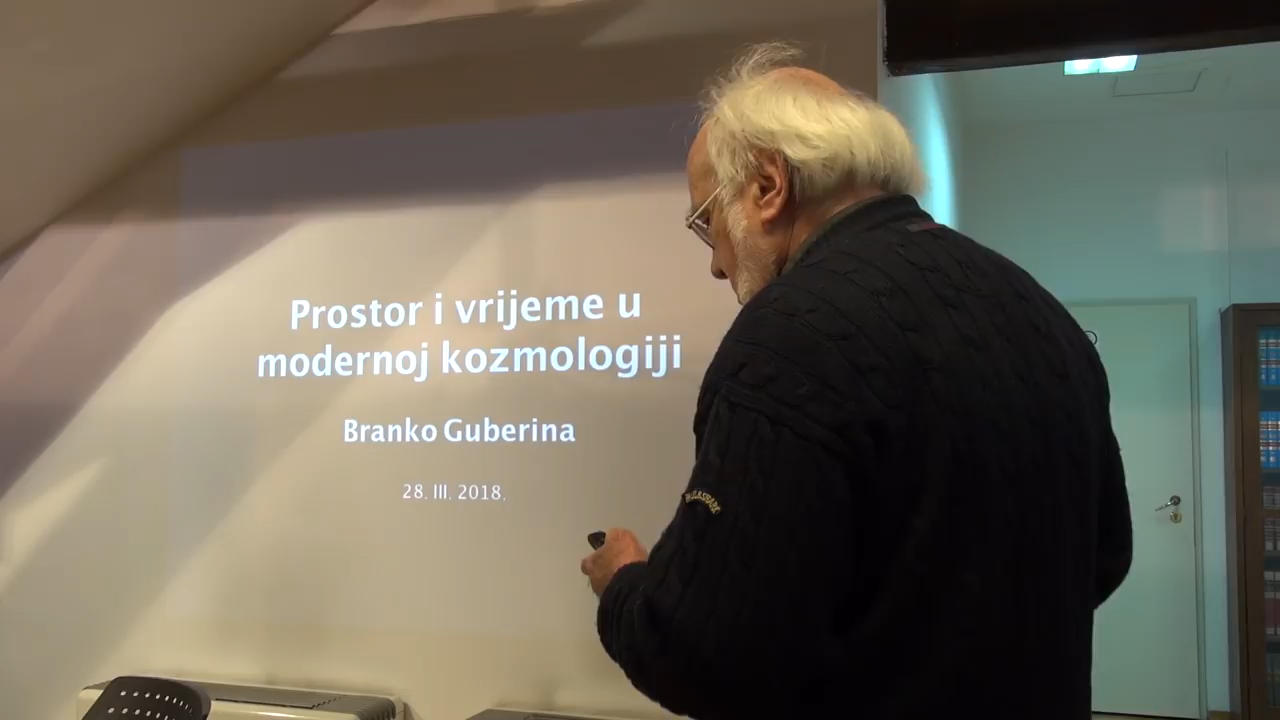 Prostor i vrijeme u
modernoj kozmologiji
Branko Guberina
28. III. 2018.